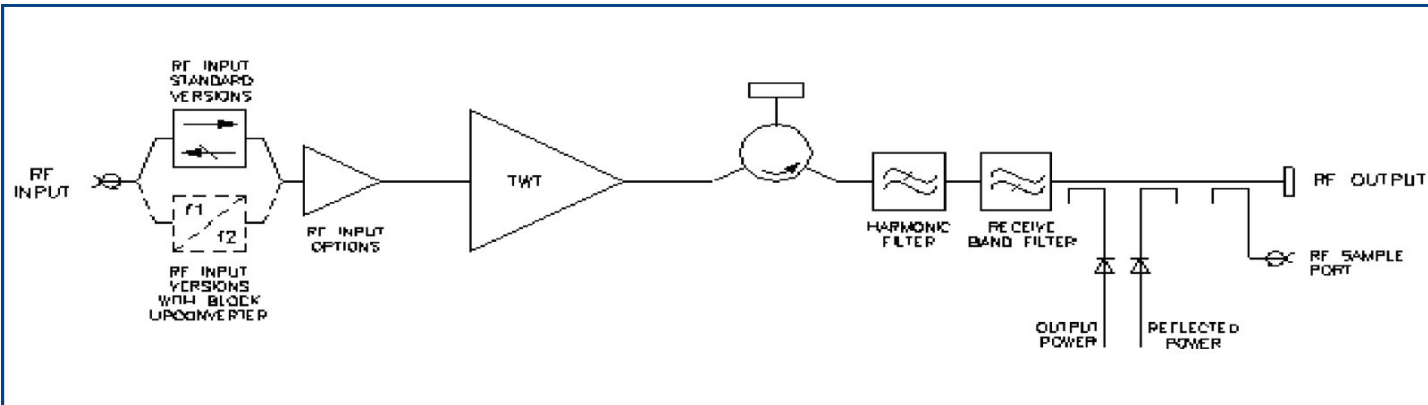 RF INPUT
STANDARD
VERSIONS
RF
INPUT
f1
f2
RF INPUT
VERSIONS
WITH BLOCK
UPCONVERTER
RF INPUT
OPTIONS
TWT
HARMONIC
FILTER
RECEIVE
BAND FILTER
OUTPUT
POWER
REFLECTED
POWER
RF OUTPUT
RF SAMPLE
PORT